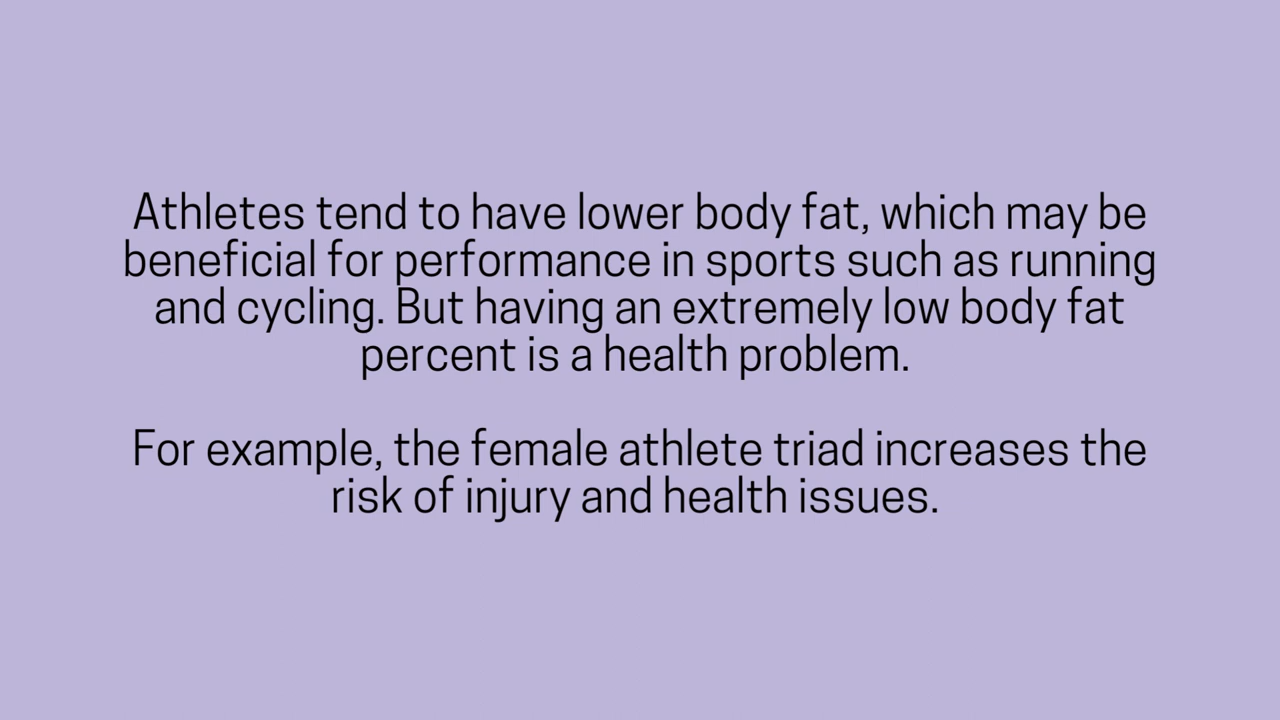 Athletes tend to have lower body fat, which may be
beneficial for performance in sports such as running
and cycling. But having an extremely low body fat
percent is a health problem.
For example, the female athlete triad increases the
risk of injury and health issues.